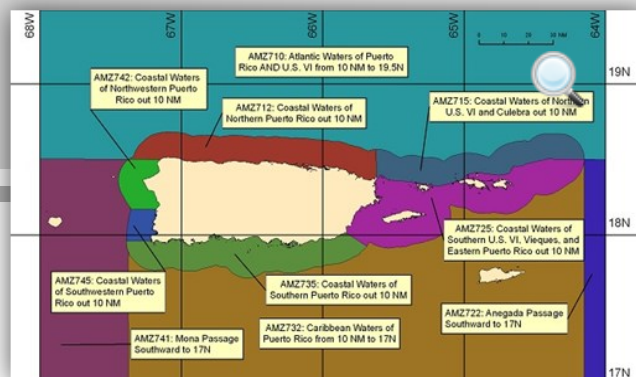 68W
67W
66W
65W
64W
0
10
20
30 NM
AMZ710: Atlantic Waters of Puerto
Rico AND U.S. VI from 10 NM to 19.5N
AMZ742: Coastal Waters
of Northwestern Puerto
Rico out 10 NM
19N
AMZ712: Coastal Waters of
Northern Puerto Rico out 10 NM
AMZ715: Coastal Waters of Northern
U.S. VI and Culebra out 10 NM
AMZ725: Coastal Waters of
Southern U.S. VI, Vieques, and
Eastern Puerto Rico out 10 NM
18N
AMZ745: Coastal Waters
of Southwestern Puerto
Rico out 10 NM
AMZ735: Coastal Waters of
Southern Puerto Rico out 10 NM
AMZ741: Mona Passage
Southward to 17N
AMZ732: Caribbean Waters of
Puerto Rico from 10 NM to 17N
AMZ722: Anegada Passage
Southward to 17N
17N